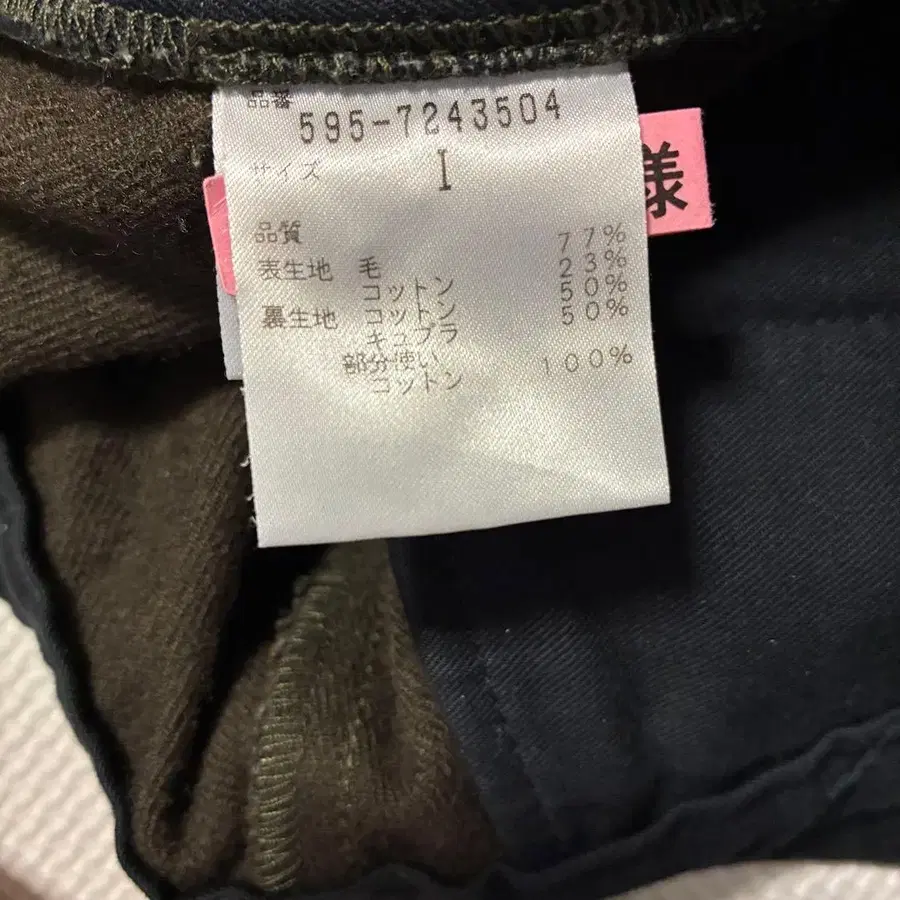 品番
595-7243504
サイズ I
様
品質
表生地 毛 77%
コットン 23%
裏生地 コットン 50%
キュプラ 50%
部分使い
コットン 100%